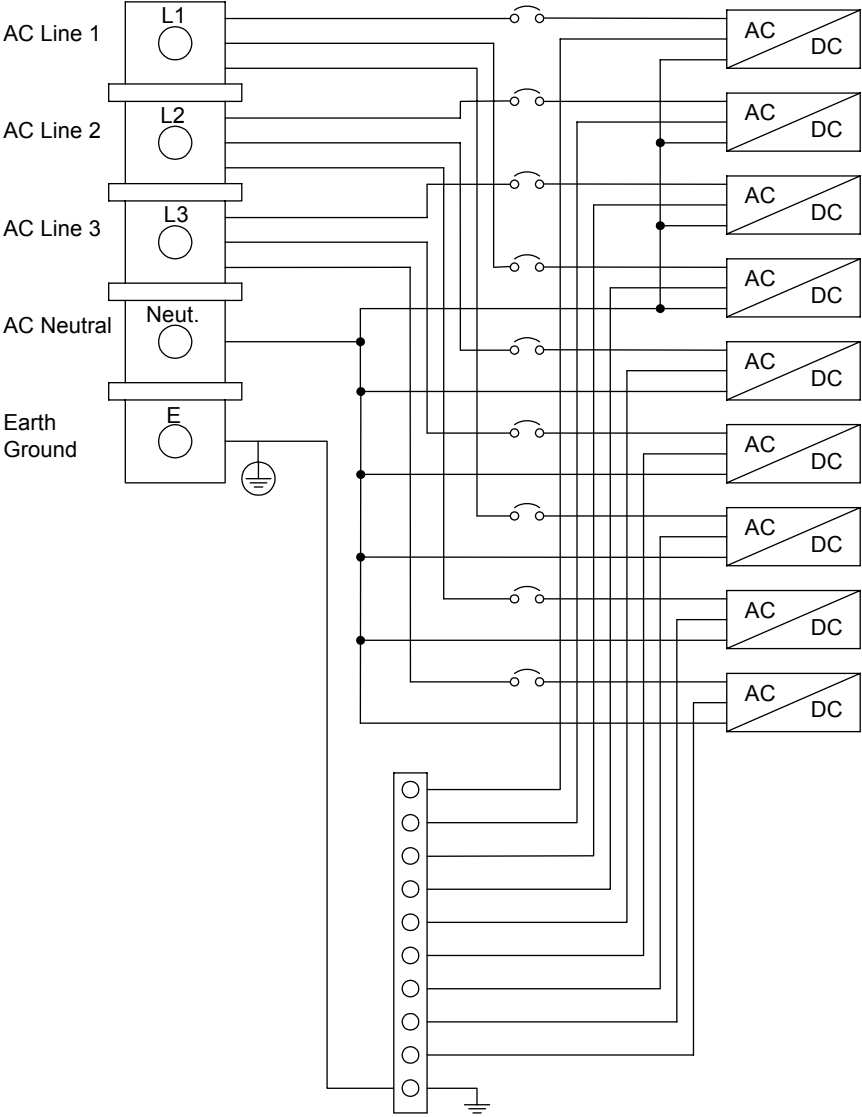 AC Line 1
L1
AC Line 2
L2
AC Line 3
L3
AC Neutral
Neut.
Earth
Ground
E
AC
DC
AC
DC
AC
DC
AC
DC
AC
DC
AC
DC
AC
DC
AC
DC
AC
DC